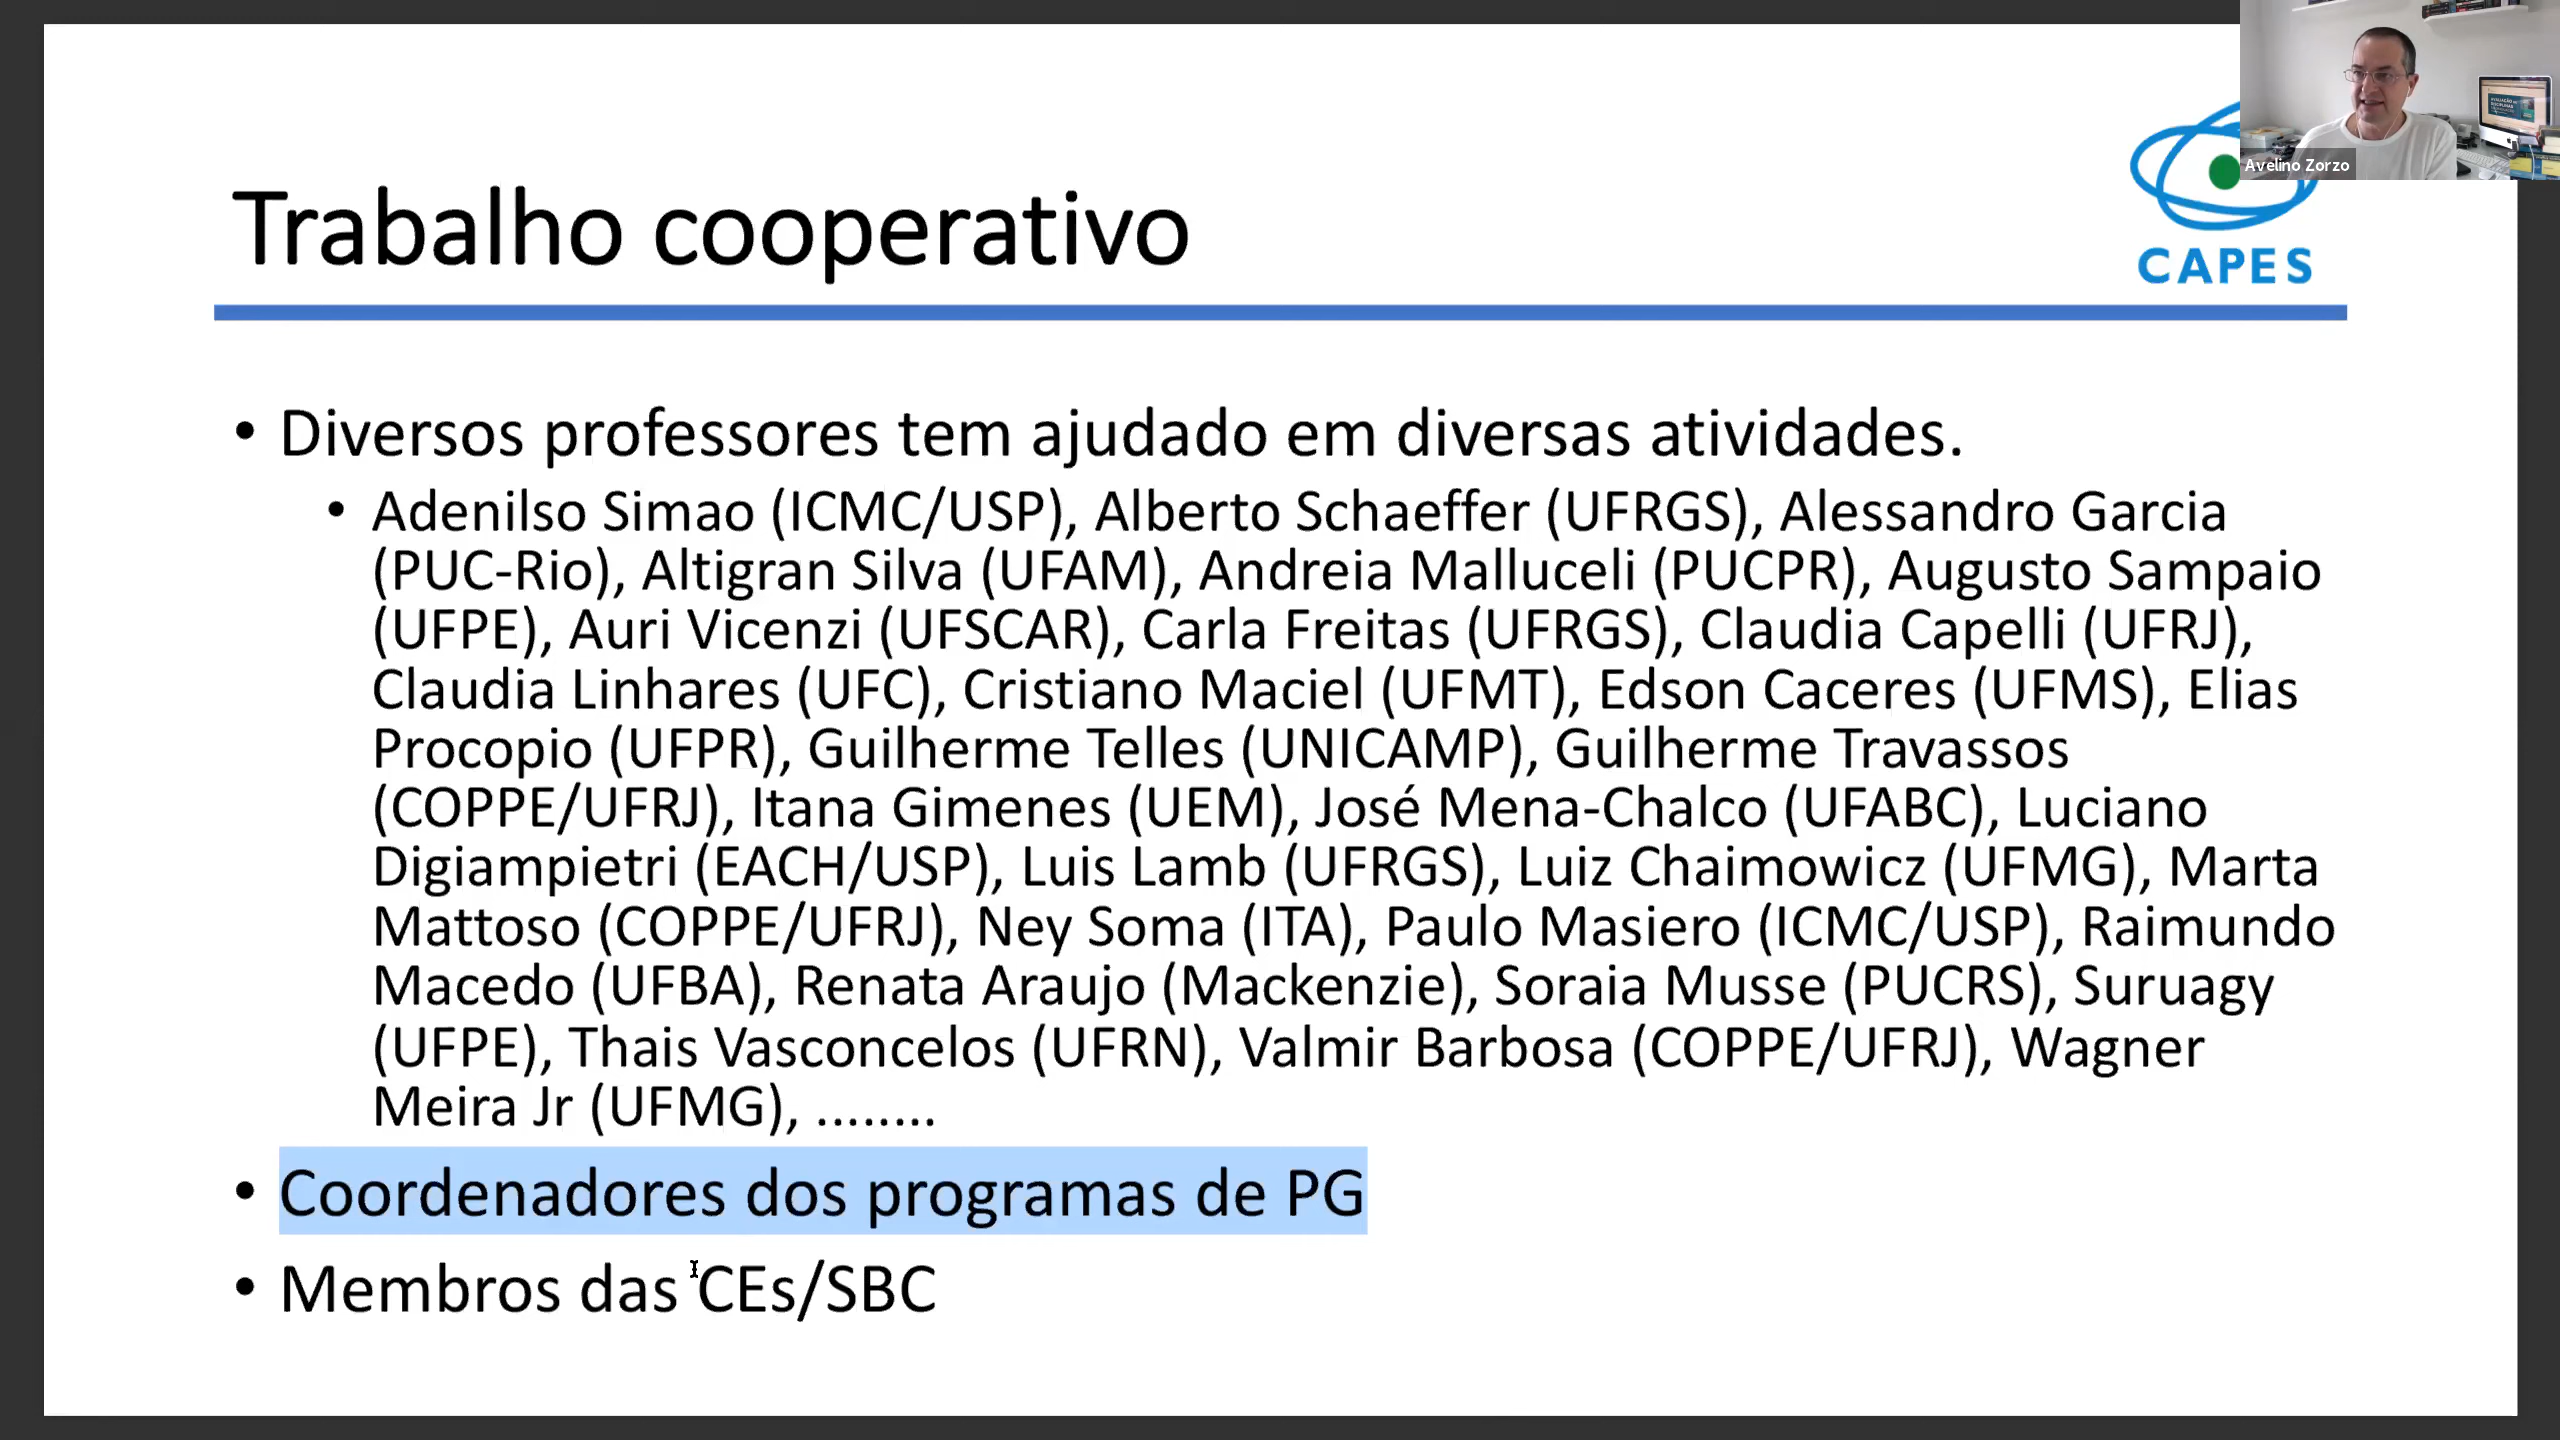 Avelino Zorzo
CAPES
Trabalho cooperativo
• Diversos professores tem ajudado em diversas atividades.
• Adenilso Simao (ICMC/USP), Alberto Schaeffer (UFRGS), Alessandro Garcia
(PUC-Rio), Altigran Silva (UFAM), Andreia Malluceli (PUCPR), Augusto Sampaio
(UFPE), Auri Vicenzi (UFSCAR), Carla Freitas (UFRGS), Claudia Capelli (UFRJ),
Claudia Linhares (UFC), Cristiano Maciel (UFMT), Edson Caceres (UFMS), Elias
Procopio (UFPR), Guilherme Telles (UNICAMP), Guilherme Travassos
(COPPE/UFRJ), Itana Gimenes (UEM), José Mena-Chalco (UFABC), Luciano
Digiampietri (EACH/USP), Luis Lamb (UFRGS), Luiz Chaimowicz (UFMG), Marta
Mattoso (COPPE/UFRJ), Ney Soma (ITA), Paulo Masiero (ICMC/USP), Raimundo
Macedo (UFBA), Renata Araujo (Mackenzie), Soraia Musse (PUCRS), Suruagy
(UFPE), Thais Vasconcelos (UFRN), Valmir Barbosa (COPPE/UFRJ), Wagner
Meira Jr (UFMG), ........
• Coordenadores dos programas de PG
• Membros das CEs/SBC